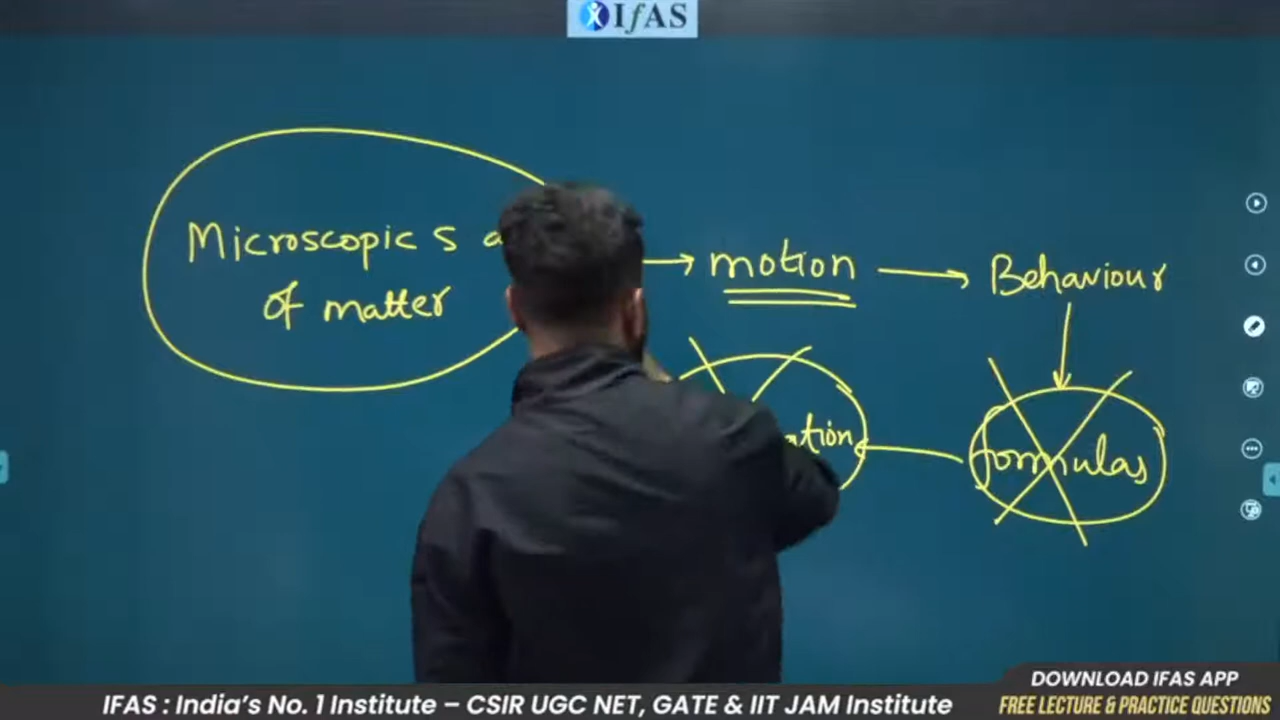 IfAS
Microscopic s
of matter
motion
Behaviour
formulas
DOWNLOAD IFAS APP
IFAS : India's No. 1 Institute – CSIR UGC NET, GATE & IIT JAM Institute
FREE LECTURE & PRACTICE QUESTIONS